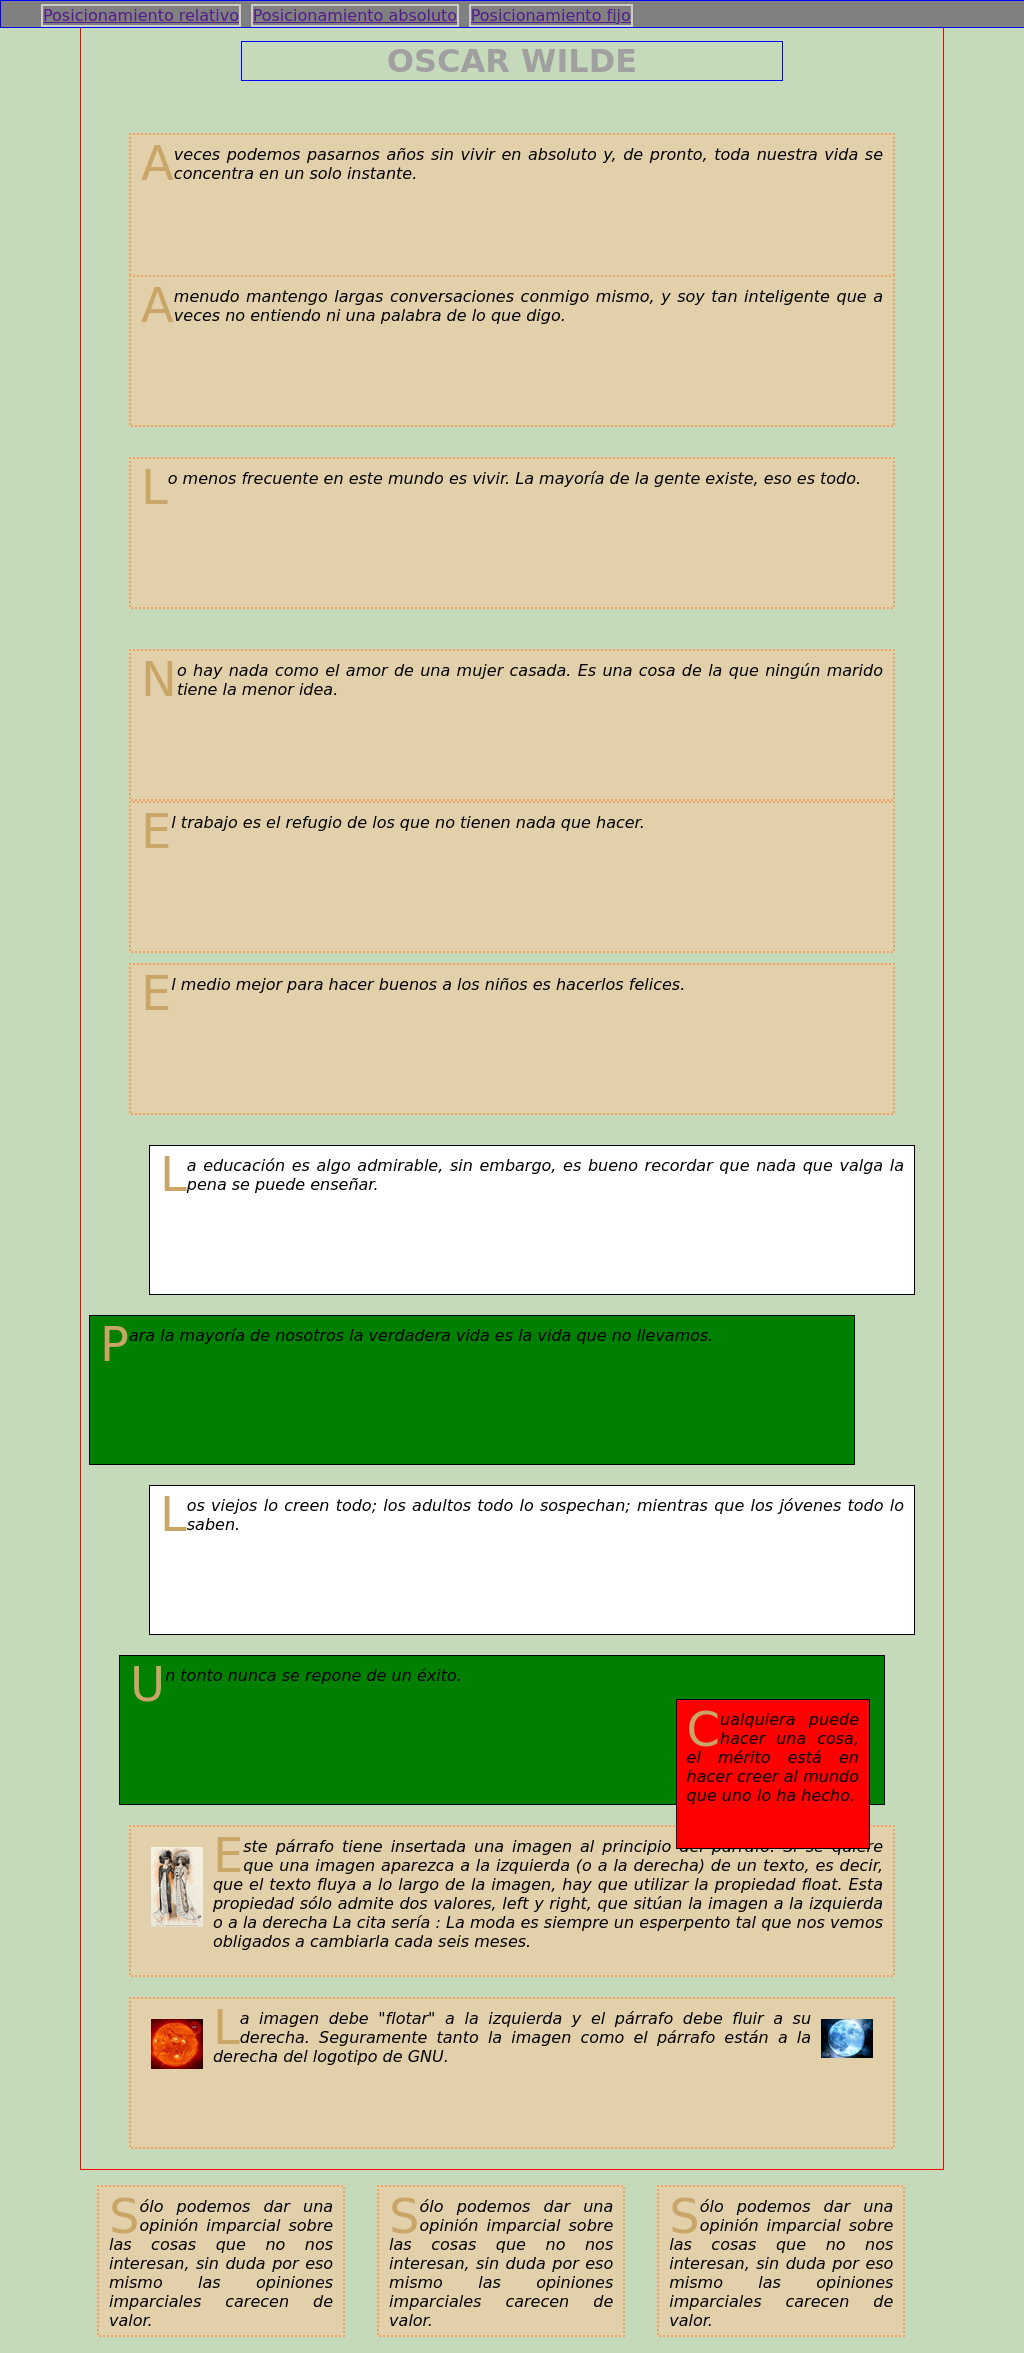 Posicionamiento relativo Posicionamiento absoluto Posicionamiento fijo
OSCAR WILDE
A veces podemos pasarnos años sin vivir en absoluto y, de pronto, toda nuestra vida se
concentra en un solo instante.
A menudo mantengo largas conversaciones conmigo mismo, y soy tan inteligente que a
veces no entiendo ni una palabra de lo que digo.
Lo menos frecuente en este mundo es vivir. La mayoría de la gente existe, eso es todo.
No hay nada como el amor de una mujer casada. Es una cosa de la que ningún marido
tiene la menor idea.
El trabajo es el refugio de los que no tienen nada que hacer.
El medio mejor para hacer buenos a los niños es hacerlos felices.
La educación es algo admirable, sin embargo, es bueno recordar que nada que valga la
pena se puede enseñar.
Para la mayoría de nosotros la verdadera vida es la vida que no llevamos.
Los viejos lo creen todo; los adultos todo lo sospechan; mientras que los jóvenes todo lo
saben.
Un tonto nunca se repone de un éxito.
Cualquiera puede
hacer una cosa,
el mérito está en
hacer creer al mundo
que uno lo ha hecho.
Este párrafo tiene insertada una imagen al principio
que una imagen aparezca a la izquierda (o a la derecha) de un texto, es decir,
que el texto fluya a lo largo de la imagen, hay que utilizar la propiedad float. Esta
propiedad sólo admite dos valores, left y right, que sitúan la imagen a la izquierda
o a la derecha La cita sería : La moda es siempre un esperpento tal que nos vemos
obligados a cambiarla cada seis meses.
La imagen debe "flotar" a la izquierda y el párrafo debe fluir a su
derecha. Seguramente tanto la imagen como el párrafo están a la
derecha del logotipo de GNU.
Sólo podemos dar una
opinión imparcial sobre
las cosas que no nos
interesan, sin duda por eso
mismo las opiniones
imparciales carecen de
valor.
Sólo podemos dar una
opinión imparcial sobre
las cosas que no nos
interesan, sin duda por eso
mismo las opiniones
imparciales carecen de
valor.
Sólo podemos dar una
opinión imparcial sobre
las cosas que no nos
interesan, sin duda por eso
mismo las opiniones
imparciales carecen de
valor.